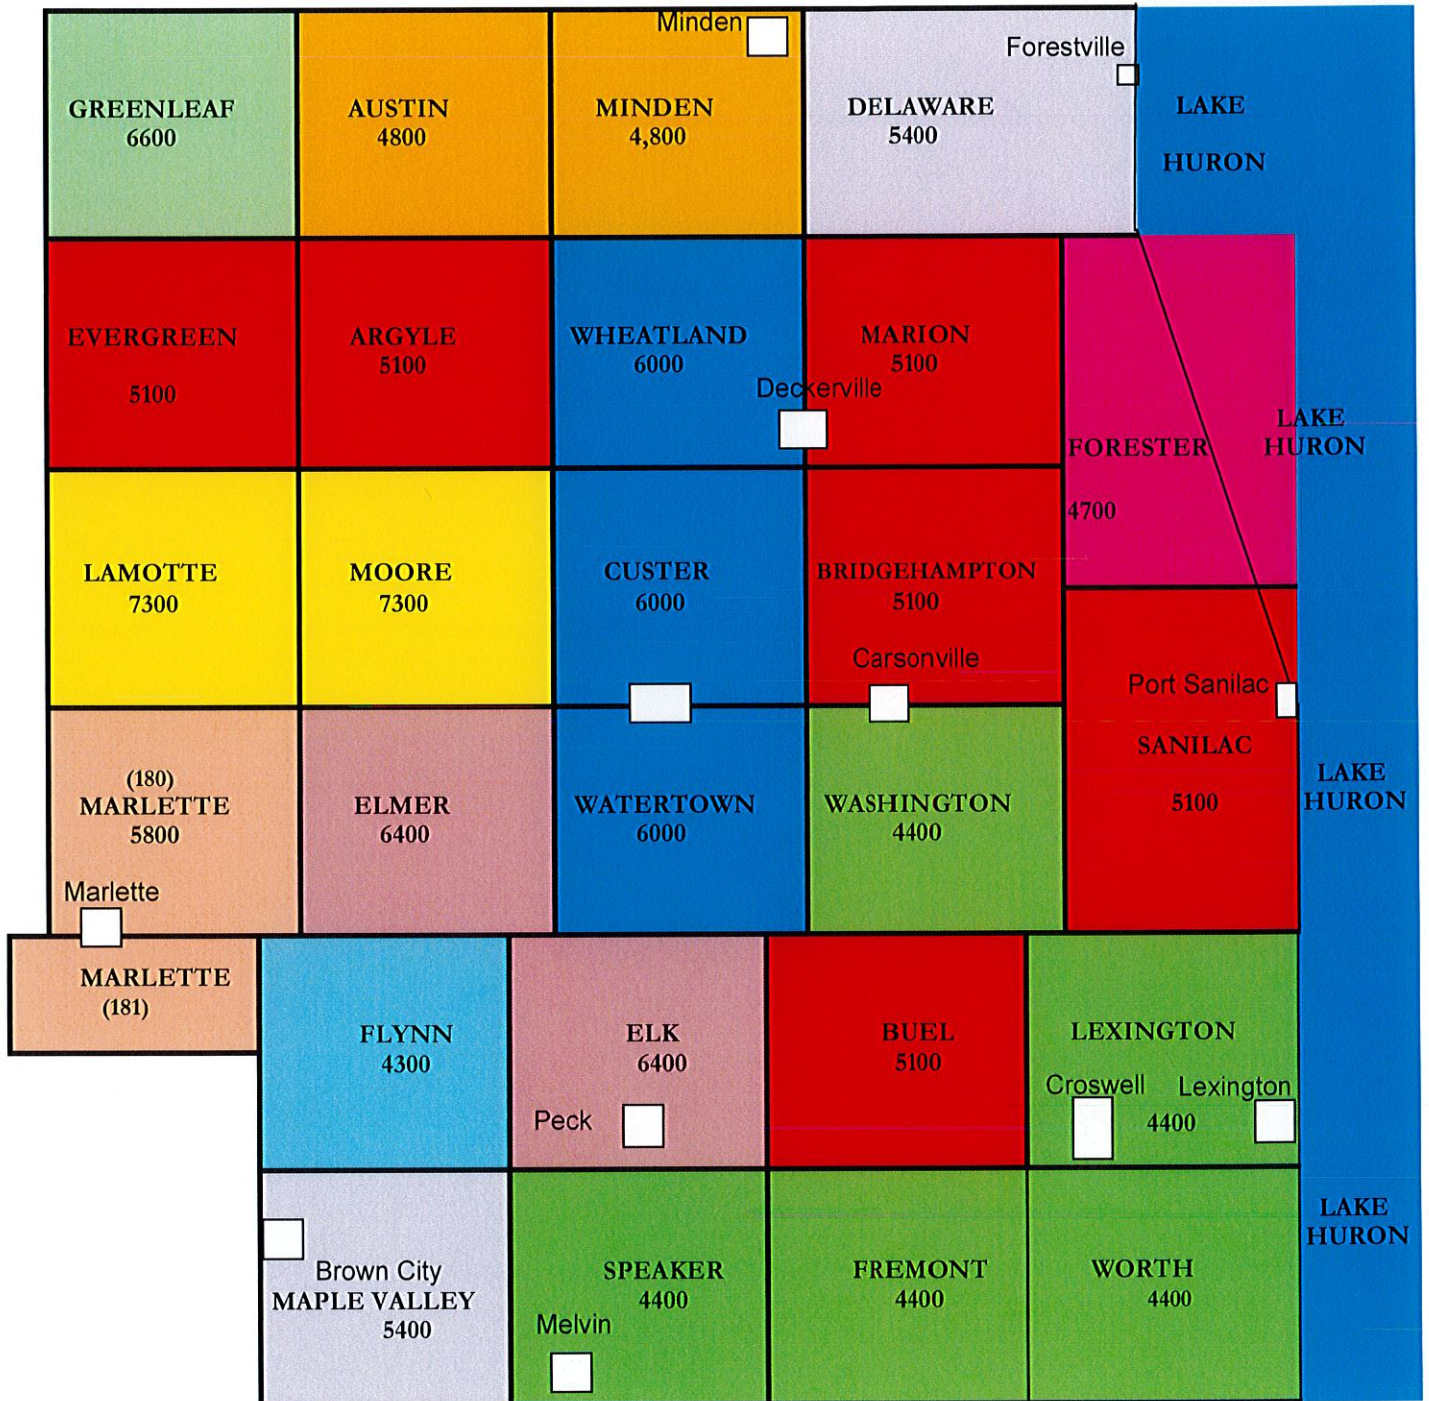 Minden
Forestville
GREENLEAF
6600
AUSTIN
4800
MINDEN
4,800
DELAWARE
5400
LAKE
HURON
EVERGREEN
5100
ARGYLE
5100
WHEATLAND
6000
MARION
5100
Deckerville
FORESTER
4700
LAKE
HURON
LAMOTTE
7300
MOORE
7300
CUSTER
6000
BRIDGEHAMPTON
5100
Carsonville
Port Sanilac
SANILAC
5100
(180)
MARLETTE
5800
ELMER
6400
WATERTOWN
6000
WASHINGTON
4400
LAKE
HURON
Marlette
MARLETTE
(181)
FLYNN
4300
ELK
6400
Peck
BUEL
5100
LEXINGTON
Croswell
Lexington
4400
Brown City
MAPLE VALLEY
5400
SPEAKER
4400
Melvin
FREMONT
4400
WORTH
4400
LAKE
HURON